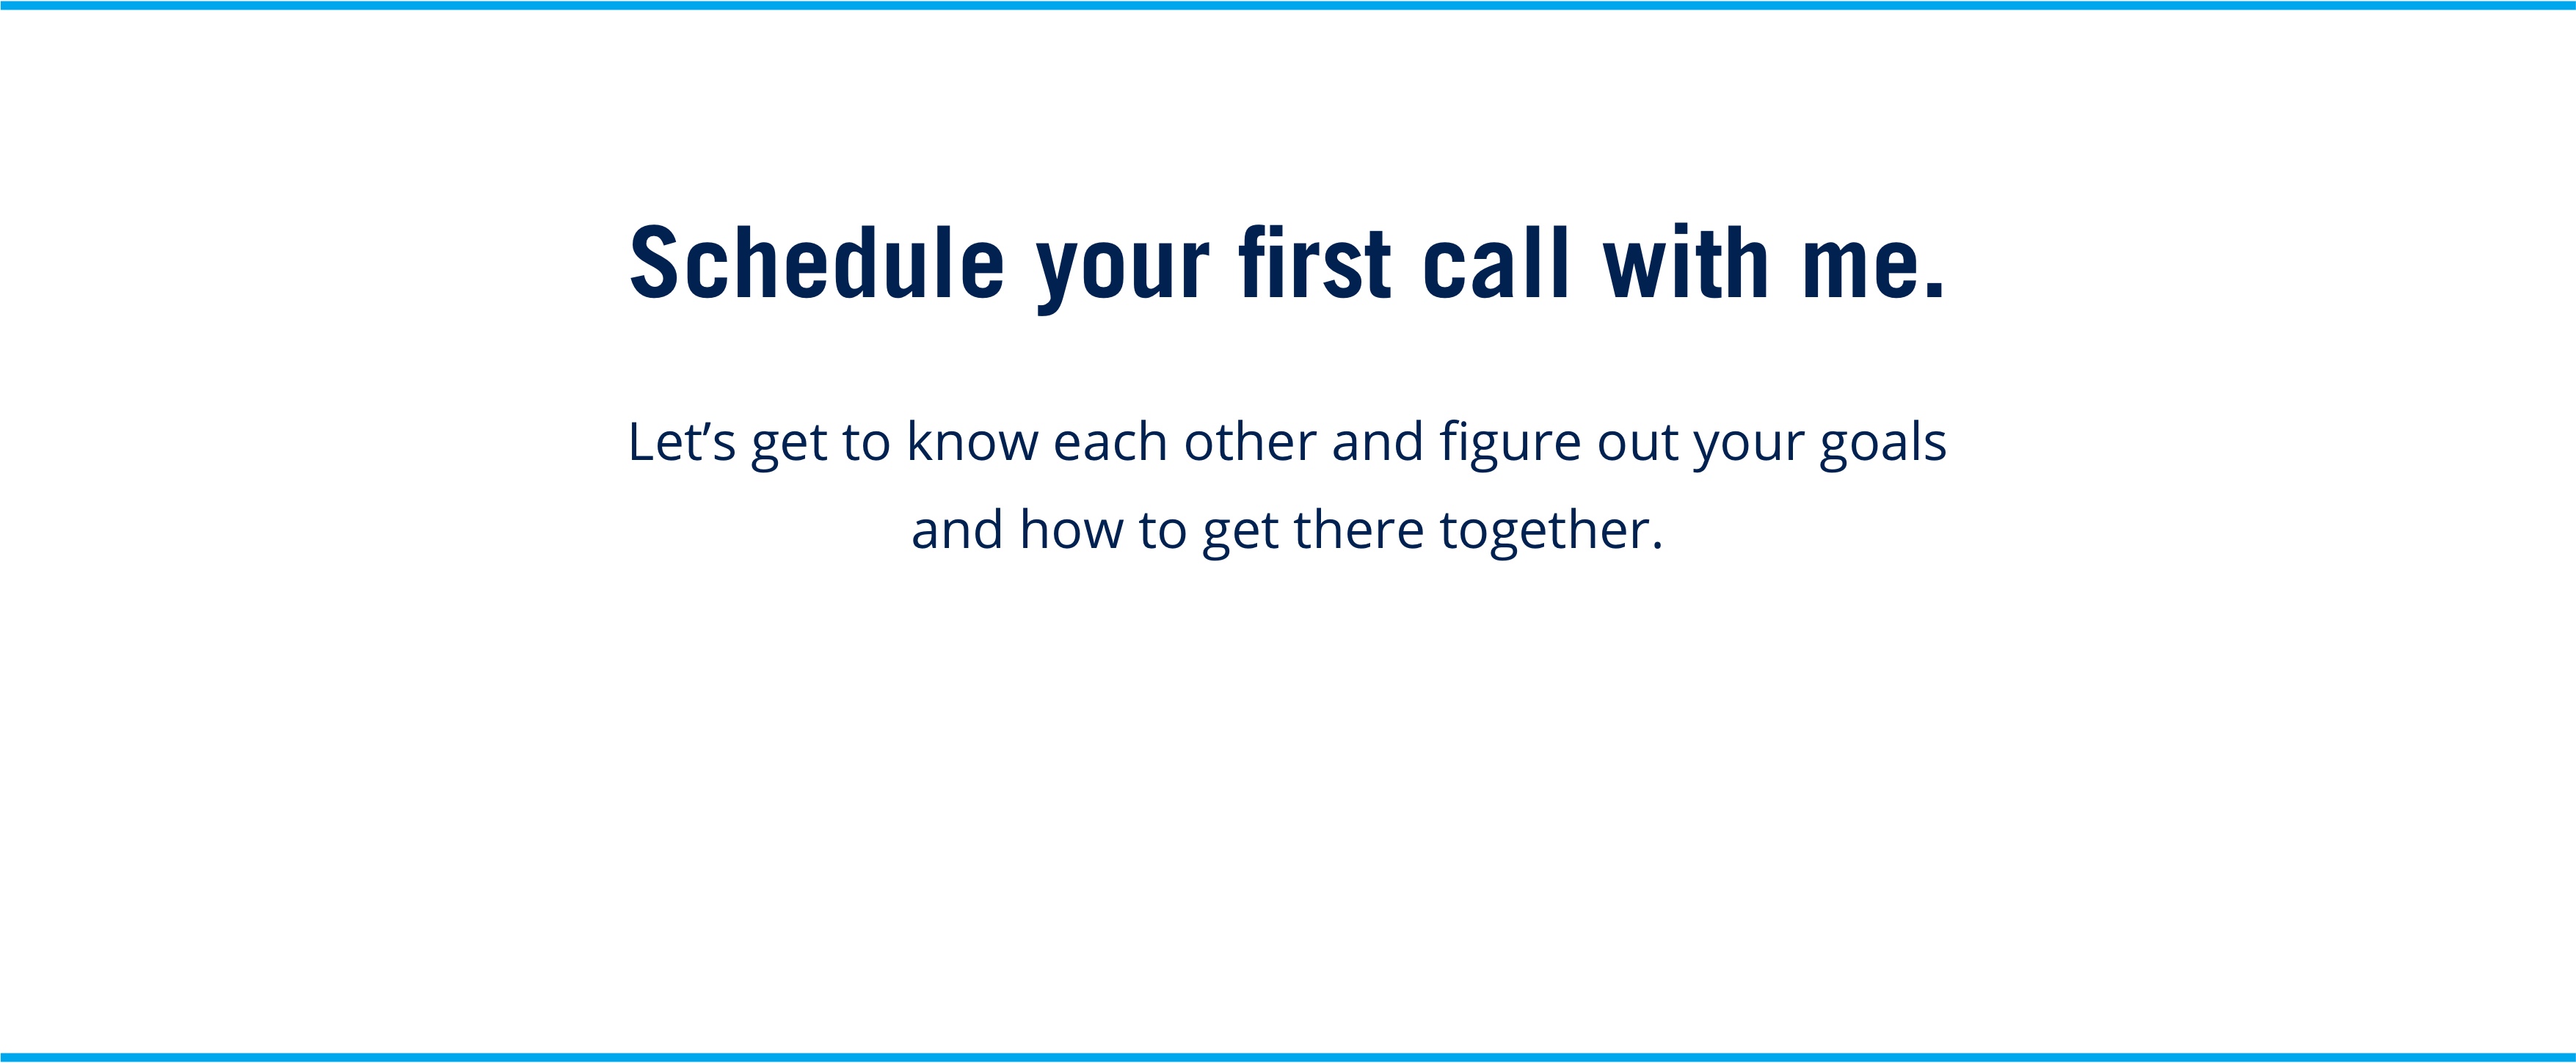 Schedule your first call with me.
Let’s get to know each other and figure out your goals
and how to get there together.